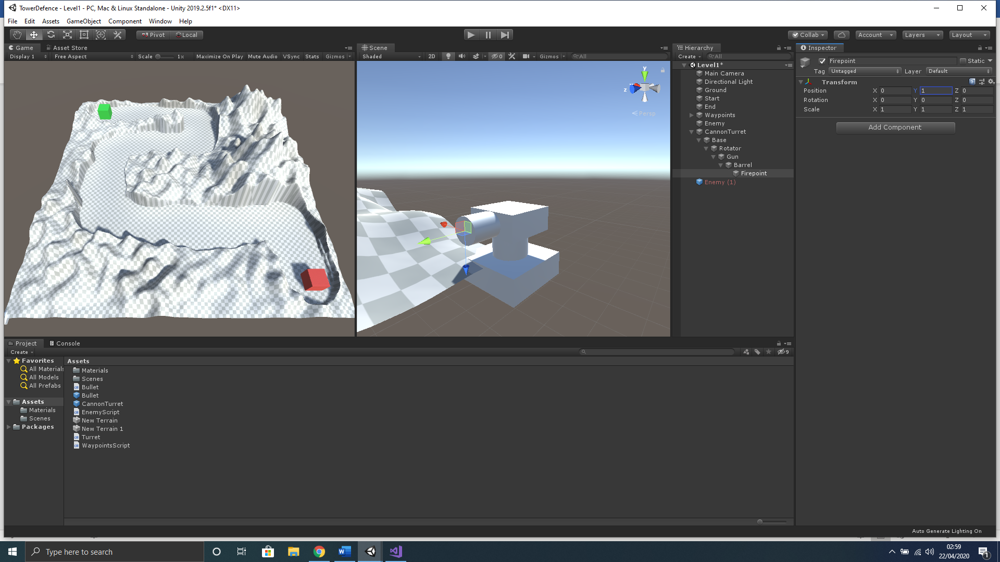 TowerDefence - Level1 - PC, Mac & Linux Standalone - Unity 2019.2.5f1* <DX11>
File Edit Assets GameObject Component Window Help
Pivot Local Collab Account Layers Layout
Game Asset Store
Display 1 Free Aspect Scale 1x Maximize On Play Mute Audio VSync Stats Gizmos
Scene
Shaded 2D 0 Gizmos All
y
z
Persp
Hierarchy
Create All
Level1*
Main Camera
Directional Light
Ground
Start
End
Waypoints
Enemy
CannonTurret
Base
Rotator
Gun
Barrel
Firepoint
Enemy (1)
Inspector
Firepoint Static
Tag Untagged Layer Default
Transform
Position X 0 Y 1 Z 0
Rotation X 0 Y 0 Z 0
Scale X 1 Y 1 Z 1
Add Component
Project Console
Create 9
Favorites
All Materials
All Models
All Prefabs
Assets
Materials
Scenes
Packages
Assets
Materials
Scenes
Bullet
Bullet
CannonTurret
EnemyScript
New Terrain
New Terrain 1
Turret
WaypointsScript
Auto Generate Lighting On
Type here to search
02:59
22/04/2020
1